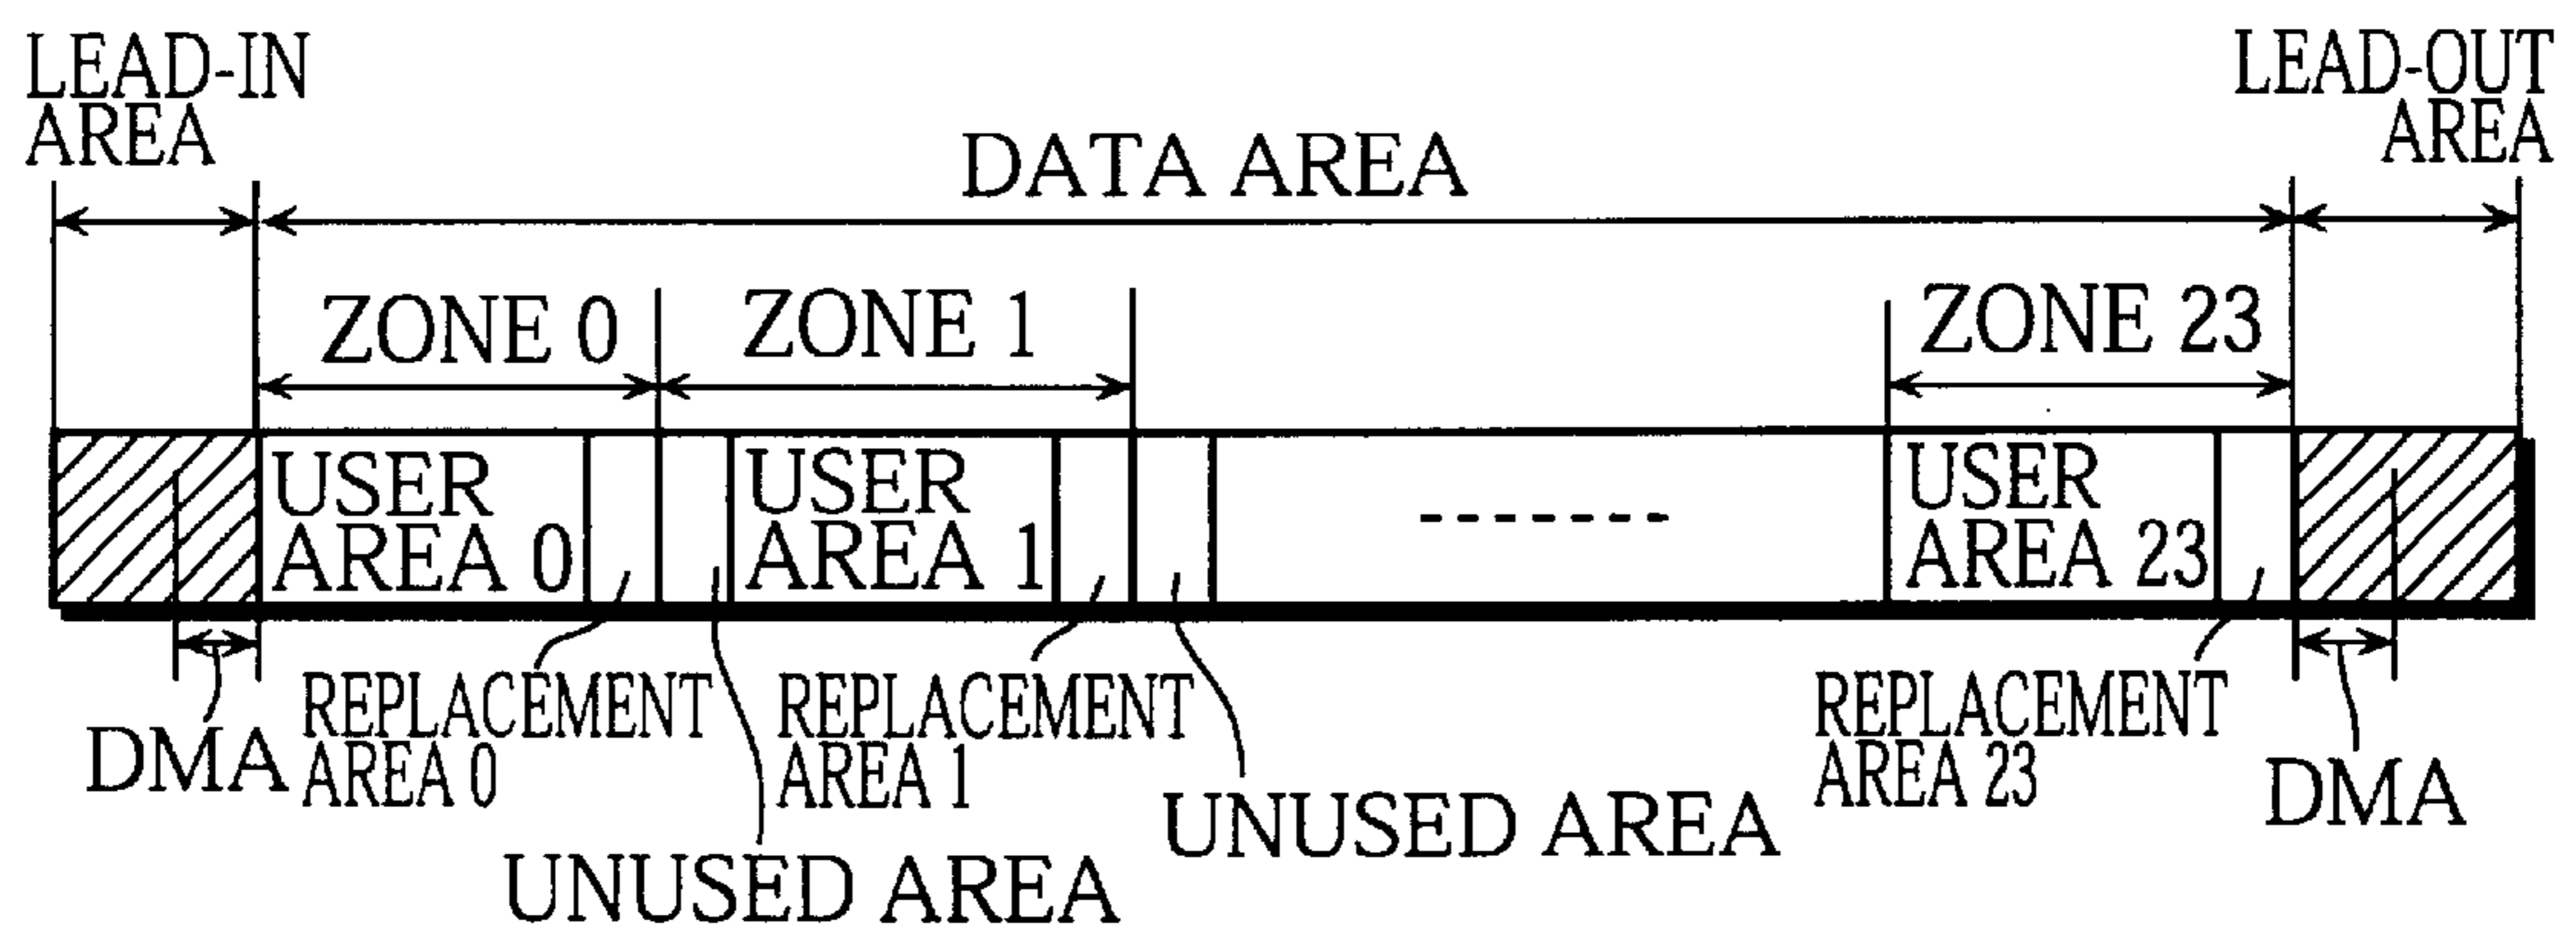 LEAD-IN
AREA
DATA AREA
LEAD-OUT
AREA
ZONE 0
ZONE 1
ZONE 23
USER
AREA 0
USER
AREA 1
USER
AREA 23
DMA
REPLACEMENT
AREA 0
UNUSED AREA
REPLACEMENT
AREA 1
UNUSED AREA
REPLACEMENT
AREA 23
DMA